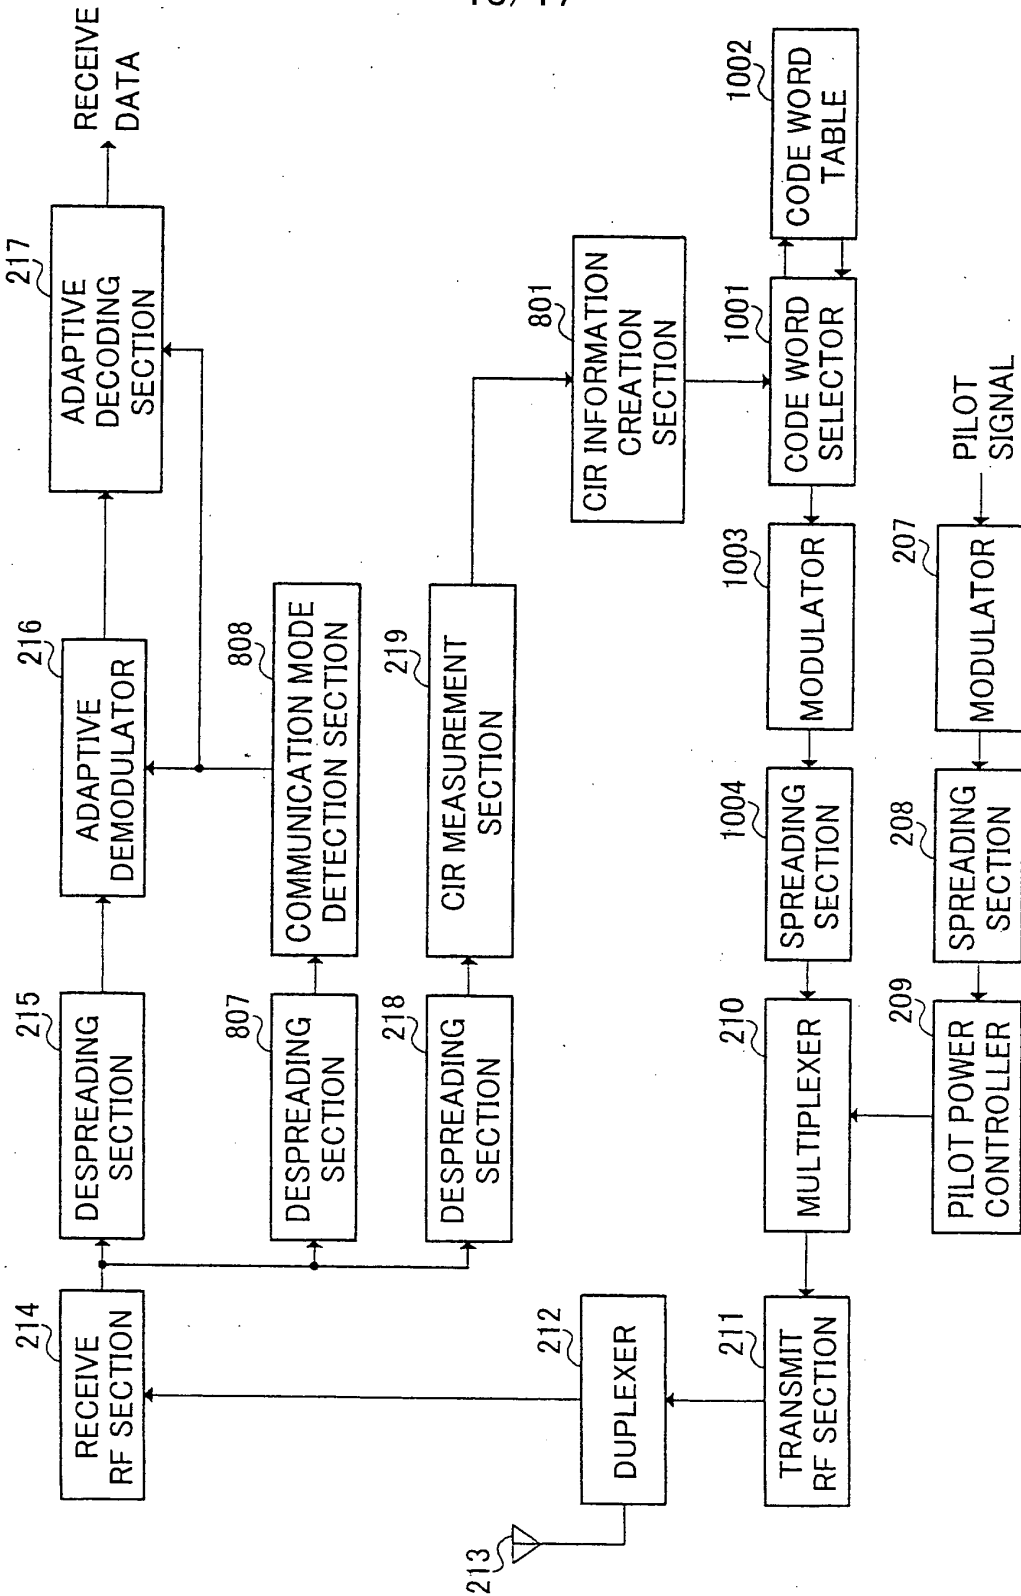 213
214
RECEIVE
RF SECTION
215
DESPREADING
SECTION
216
ADAPTIVE
DEMODULATOR
217
ADAPTIVE
DECODING
SECTION
RECEIVE
DATA
807
DESPREADING
SECTION
808
COMMUNICATION MODE
DETECTION SECTION
218
DESPREADING
SECTION
219
CIR MEASUREMENT
SECTION
212
DUPLEXER
801
CIR INFORMATION
CREATION
SECTION
211
TRANSMIT
RF SECTION
210
MULTIPLEXER
1004
SPREADING
SECTION
1003
MODULATOR
1001
CODE WORD
SELECTOR
1002
CODE WORD
TABLE
209
PILOT POWER
CONTROLLER
208
SPREADING
SECTION
207
MODULATOR
PILOT
SIGNAL